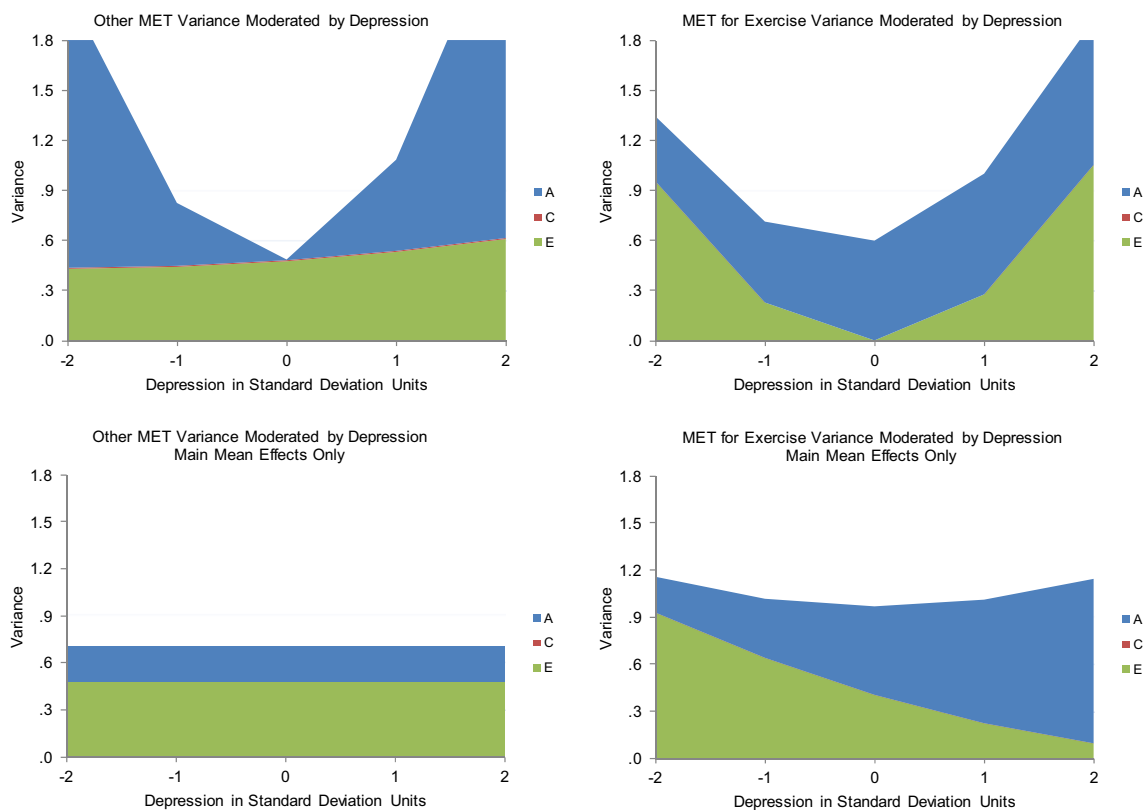 Other MET Variance Moderated by Depression
1.8
1.5
1.2
.9
.6
.3
.0
Variance
-2 -1 0 1 2
Depression in Standard Deviation Units
A
C
E
MET for Exercise Variance Moderated by Depression
1.8
1.5
1.2
.9
.6
.3
.0
Variance
-2 -1 0 1 2
Depression in Standard Deviation Units
A
C
E
Other MET Variance Moderated by Depression
Main Mean Effects Only
1.8
1.5
1.2
.9
.6
.3
.0
Variance
-2 -1 0 1 2
Depression in Standard Deviation Units
A
C
E
MET for Exercise Variance Moderated by Depression
Main Mean Effects Only
1.8
1.5
1.2
.9
.6
.3
.0
Variance
-2 -1 0 1 2
Depression in Standard Deviation Units
A
C
E